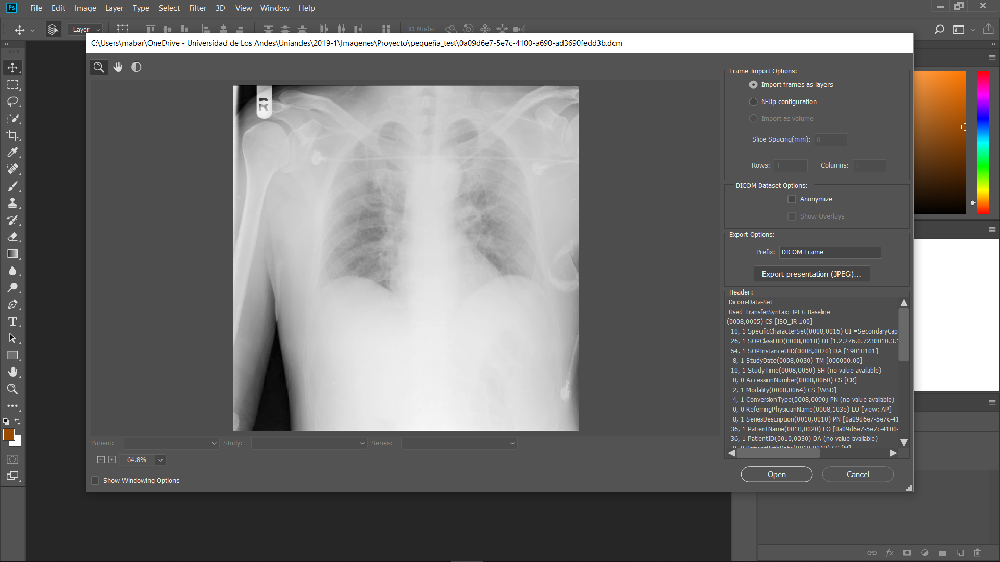 Ps File Edit Image Layer Type Select Filter 3D View Window Help
Layer 3D Mode:
C:\Users\mabar\OneDrive - Universidad de Los Andes\Uniandes\2019-1\Imagenes\Proyecto\pequeña_test\0a09d6e7-5e7c-4100-a690-ad3690fedd3b.dcm
R
Frame Import Options:
Import frames as layers
N-Up configuration
Import as volume
Slice Spacing(mm): 0
Rows: 1 Columns: 1
DICOM Dataset Options:
Anonymize
Show Overlays
Export Options:
Prefix: DICOM Frame
Export presentation (JPEG)...
Header:
Dicom-Data-Set
Used TransferSyntax: JPEG Baseline
(0008,0005) CS [ISO_IR 100]
10, 1 SpecificCharacterSet(0008,0016) UI =SecondaryCap
26, 1 SOPClassUID(0008,0018) UI [1.2.276.0.7230010.3.1
54, 1 SOPInstanceUID(0008,0020) DA [19010101]
8, 1 StudyDate(0008,0030) TM [000000.00]
10, 1 StudyTime(0008,0050) SH (no value available)
0, 0 AccessionNumber(0008,0060) CS [CR]
2, 1 Modality(0008,0064) CS [WSD]
4, 1 ConversionType(0008,0090) PN (no value available)
0, 0 ReferringPhysicianName(0008,103e) LO [view: AP]
8, 1 SeriesDescription(0010,0010) PN [0a09d6e7-5e7c-41
36, 1 PatientName(0010,0020) LO [0a09d6e7-5e7c-4100-
36, 1 PatientID(0010,0030) DA (no value available)
0, 0 PatientBirthDate(0010,0040) CS [M]
Patient: Study: Series:
64.8%
Show Windowing Options
Open Cancel
fx